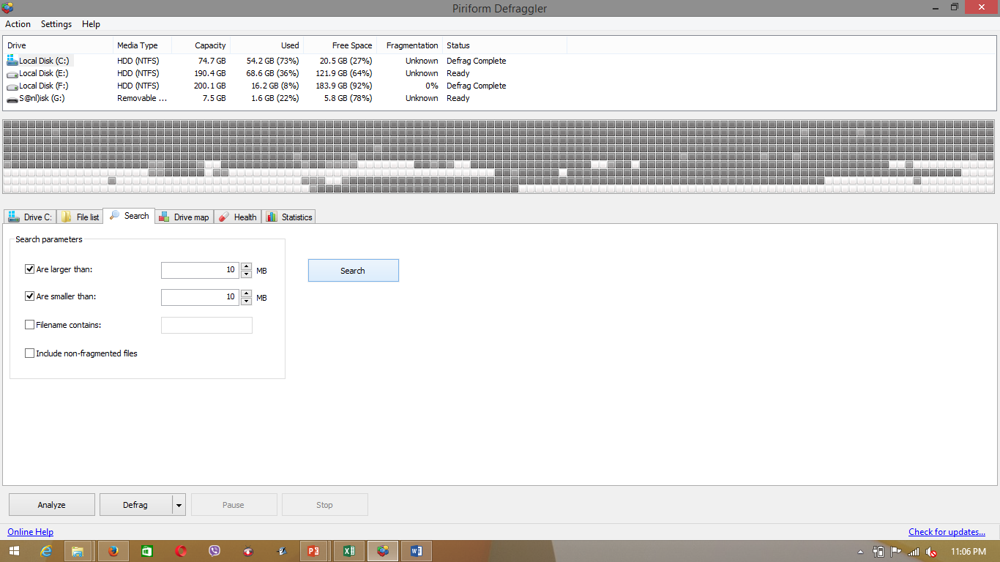 Piriform Defraggler
Action Settings Help
Drive Media Type Capacity Used Free Space Fragmentation Status
Local Disk (C:) HDD (NTFS) 74.7 GB 54.2 GB (73%) 20.5 GB (27%) Unknown Defrag Complete
Local Disk (E:) HDD (NTFS) 190.4 GB 68.6 GB (36%) 121.9 GB (64%) Unknown Ready
Local Disk (F:) HDD (NTFS) 200.1 GB 16.2 GB (8%) 183.9 GB (92%) 0% Defrag Complete
S@nl)isk (G:) Removable ... 7.5 GB 1.6 GB (22%) 5.8 GB (78%) Unknown Ready
Drive C: File list Search Drive map Health Statistics
Search parameters
Are larger than: 10 MB
Search
Are smaller than: 10 MB
Filename contains:
Include non-fragmented files
Analyze Defrag Pause Stop
Online Help Check for updates...
11:06 PM